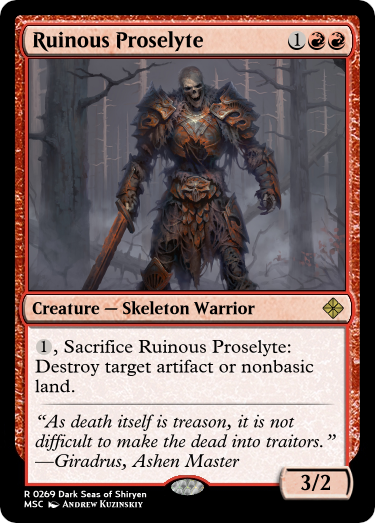 Ruinous Proselyte 1
Creature — Skeleton Warrior
1, Sacrifice Ruinous Proselyte:
Destroy target artifact or nonbasic
land.
“As death itself is treason, it is not
difficult to make the dead into traitors.”
—Giradrus, Ashen Master
3/2
R 0269 Dark Seas of Shiryen
MSC Andrew Kuzinskiy